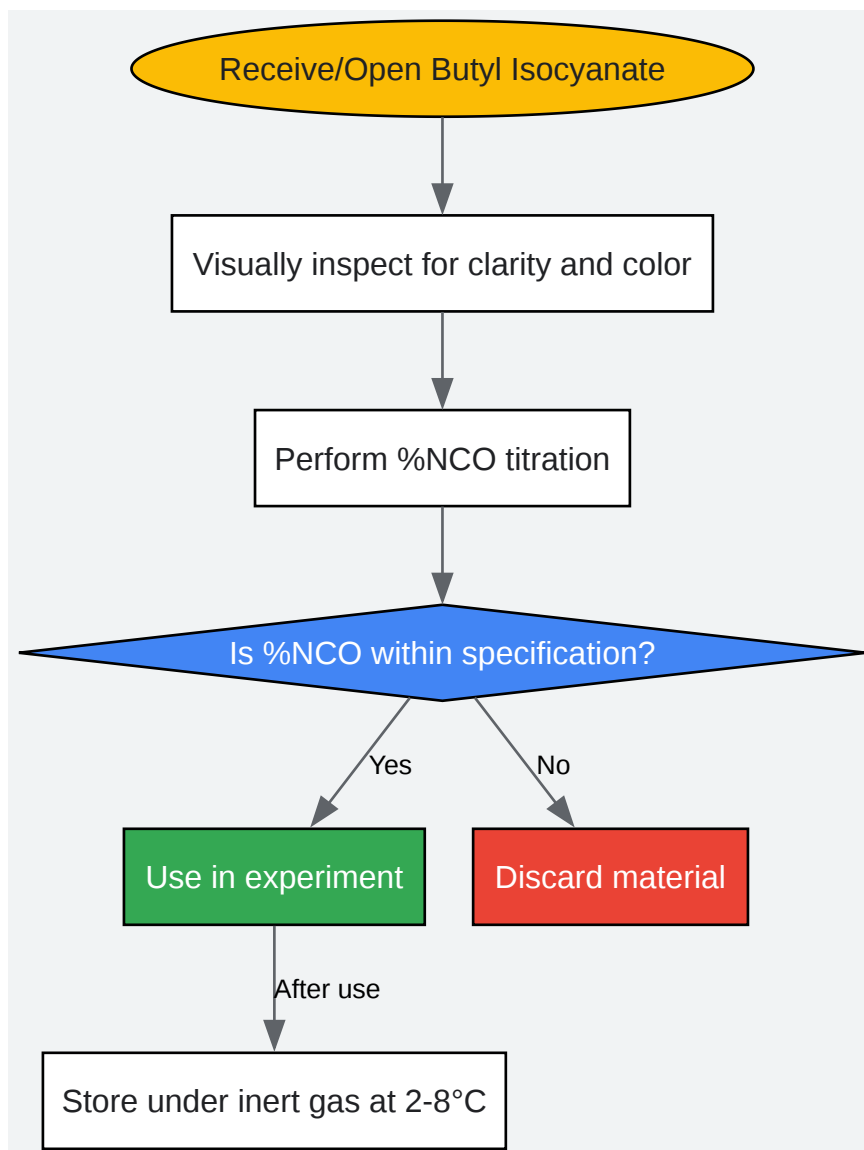 Receive/Open Butyl Isocyanate
Visually inspect for clarity and color
Perform %NCO titration
Is %NCO within specification?
Yes
No
Use in experiment
Discard material
After use
Store under inert gas at 2-8°C